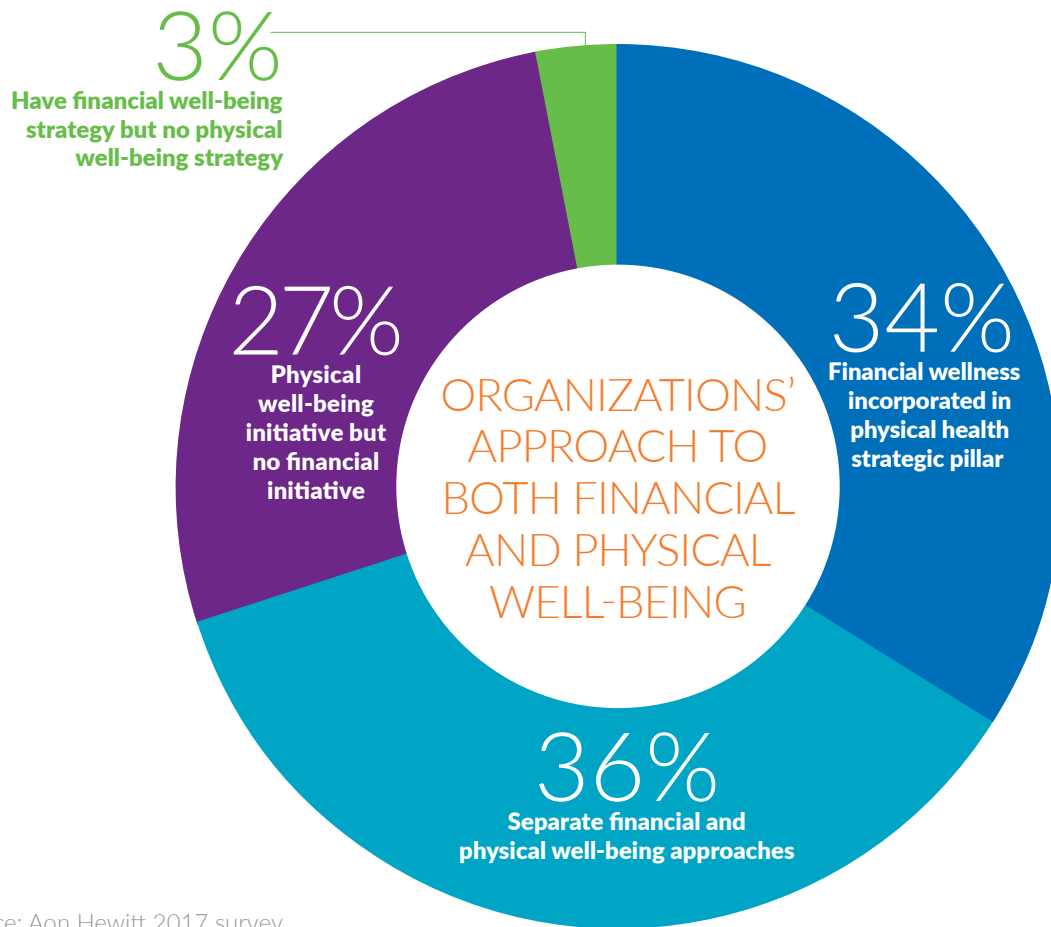 3%
Have financial well-being
strategy but no physical
well-being strategy
27%
Physical
well-being
initiative but
no financial
initiative
34%
Financial wellness
incorporated in
physical health
strategic pillar
ORGANIZATIONS’
APPROACH TO
BOTH FINANCIAL
AND PHYSICAL
WELL-BEING
36%
Separate financial and
physical well-being approaches
ce: Aon Hewitt 2017 survey